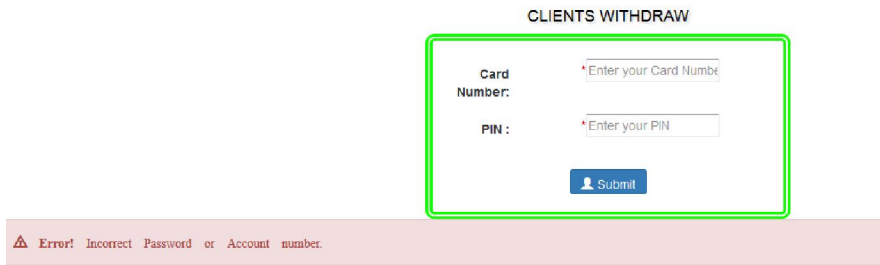 CLIENTS WITHDRAW
Card
Number:
* Enter your Card Numbe
PIN :
* Enter your PIN
Submit
Error! Incorrect Password or Account number.